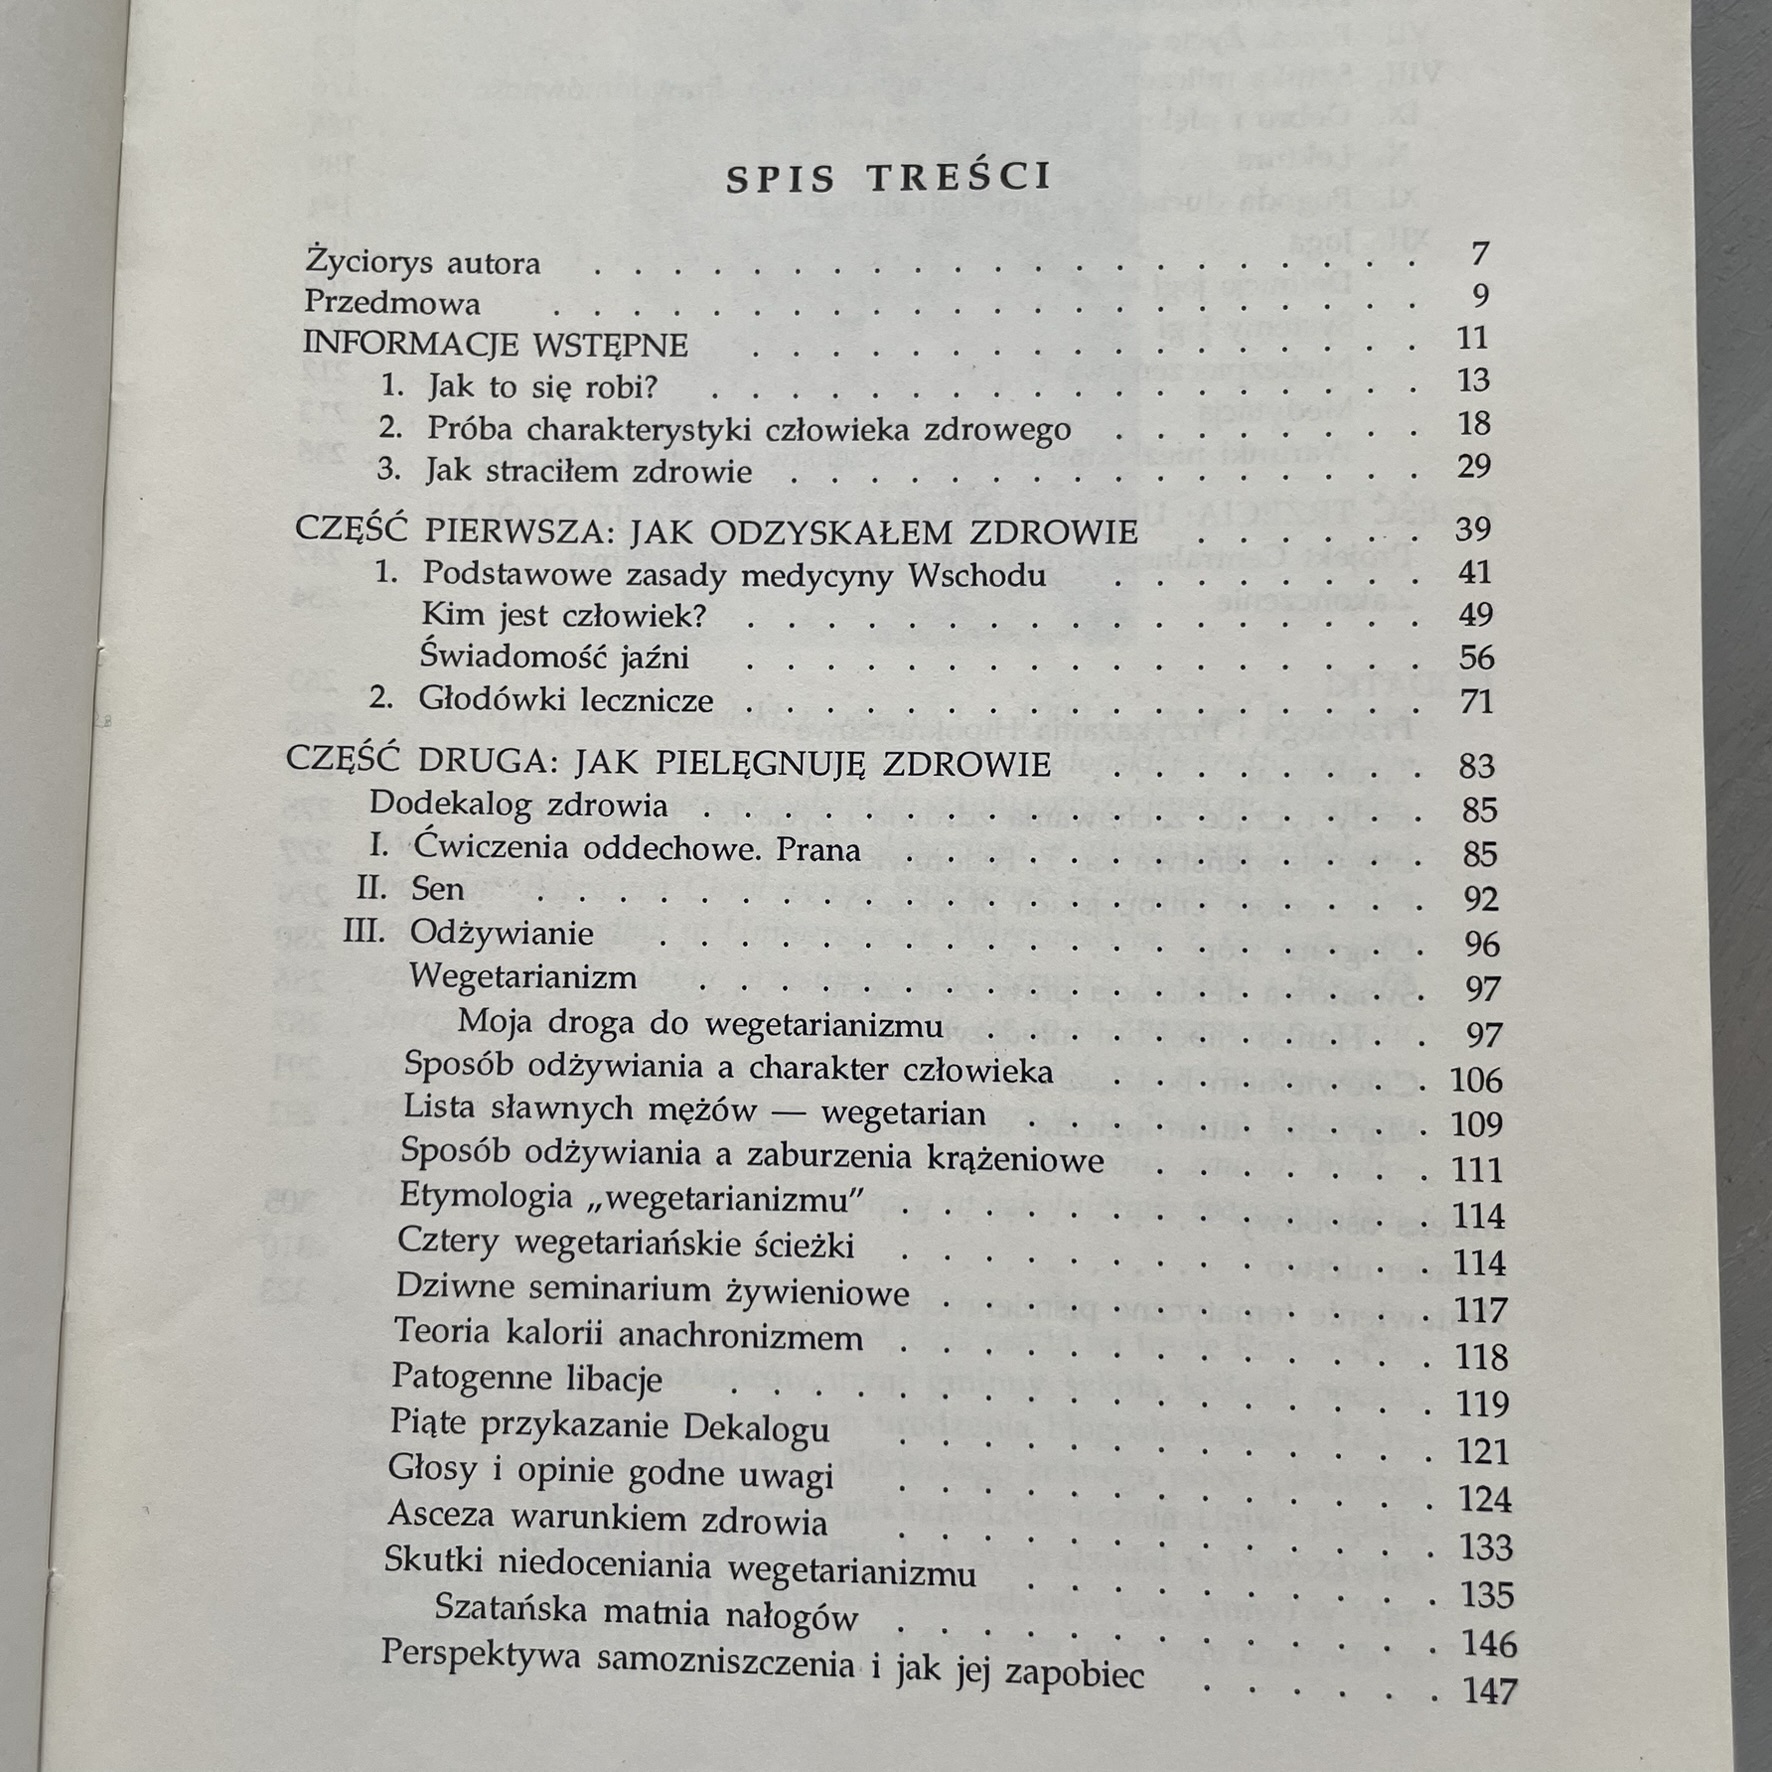 SPIS TREŚCI
Życiorys autora . . . . . . . . . . . . . . . . . . . . . . 7
Przedmowa . . . . . . . . . . . . . . . . . . . . . . . 9
INFORMACJE WSTĘPNE . . . . . . . . . . . . . . . . . 11
1. Jak to się robi? . . . . . . . . . . . . . . . . . . 13
2. Próba charakterystyki człowieka zdrowego . . . . . . . . 18
3. Jak straciłem zdrowie . . . . . . . . . . . . . . . . 29
CZĘŚĆ PIERWSZA: JAK ODZYSKAŁEM ZDROWIE . . . . . . 39
1. Podstawowe zasady medycyny Wschodu . . . . . . . . 41
Kim jest człowiek? . . . . . . . . . . . . . . . . . 49
Świadomość jaźni . . . . . . . . . . . . . . . . . 56
2. Głodówki lecznicze . . . . . . . . . . . . . . . . . 71
CZĘŚĆ DRUGA: JAK PIELĘGNUJĘ ZDROWIE . . . . . . . . 83
Dodekalog zdrowia . . . . . . . . . . . . . . . . . . 85
I. Ćwiczenia oddechowe. Prana . . . . . . . . . . . . . 85
II. Sen . . . . . . . . . . . . . . . . . . . . . . 92
III. Odżywianie . . . . . . . . . . . . . . . . . . . 96
Wegetarianizm . . . . . . . . . . . . . . . . . . 97
Moja droga do wegetarianizmu . . . . . . . . . . . 97
Sposób odżywiania a charakter człowieka . . . . . . . . 106
Lista sławnych mężów — wegetarian . . . . . . . . . . 109
Sposób odżywiania a zaburzenia krążeniowe . . . . . . . 111
Etymologia „wegetarianizmu” . . . . . . . . . . . . . 114
Cztery wegetariańskie ścieżki . . . . . . . . . . . . . 114
Dziwne seminarium żywieniowe . . . . . . . . . . . . 117
Teoria kalorii anachronizmem . . . . . . . . . . . . . 118
Patogenne libacje . . . . . . . . . . . . . . . . . 119
Piąte przykazanie Dekalogu . . . . . . . . . . . . . 121
Głosy i opinie godne uwagi . . . . . . . . . . . . . 124
Asceza warunkiem zdrowia . . . . . . . . . . . . . 133
Skutki niedoceniania wegetarianizmu . . . . . . . . . . 135
Szatańska matnia nałogów . . . . . . . . . . . . . 146
Perspektywa samozniszczenia i jak jej zapobiec . . . . . . 147